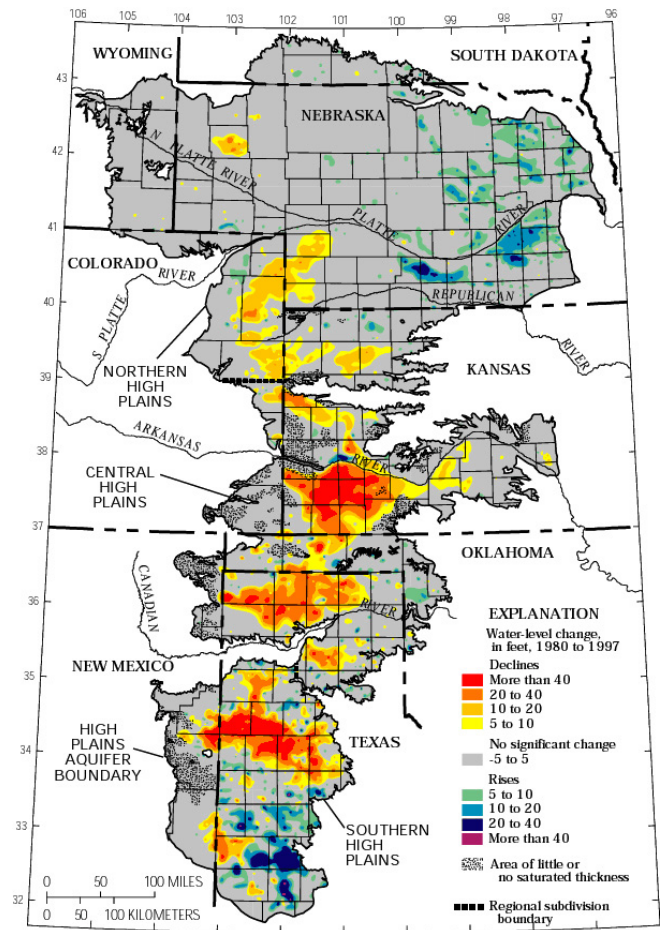 106 105 104 103 102 101 100 99 98 97 96
WYOMING
SOUTH DAKOTA
43
NEBRASKA
42
N PLATTE RIVER
41
PLATTE
RIVER
106 105
COLORADO
RIVER
S PLATTE
REPUBLICAN
40
RIVER
NORTHERN
HIGH
PLAINS
KANSAS
39
ARKANSAS
RIVER
38
CENTRAL
HIGH
PLAINS
37
OKLAHOMA
CANADIAN
RIVER
36
EXPLANATION
Water-level change,
in feet, 1980 to 1997
Declines
More than 40
20 to 40
10 to 20
5 to 10
No significant change
-5 to 5
Rises
5 to 10
10 to 20
20 to 40
More than 40
Area of little or
no saturated thickness
Regional subdivision
boundary
35
NEW MEXICO
HIGH
PLAINS
AQUIFER
BOUNDARY
TEXAS
34
SOUTHERN
HIGH
PLAINS
33
0 50 100 MILES
32
0 50 100 KILOMETERS